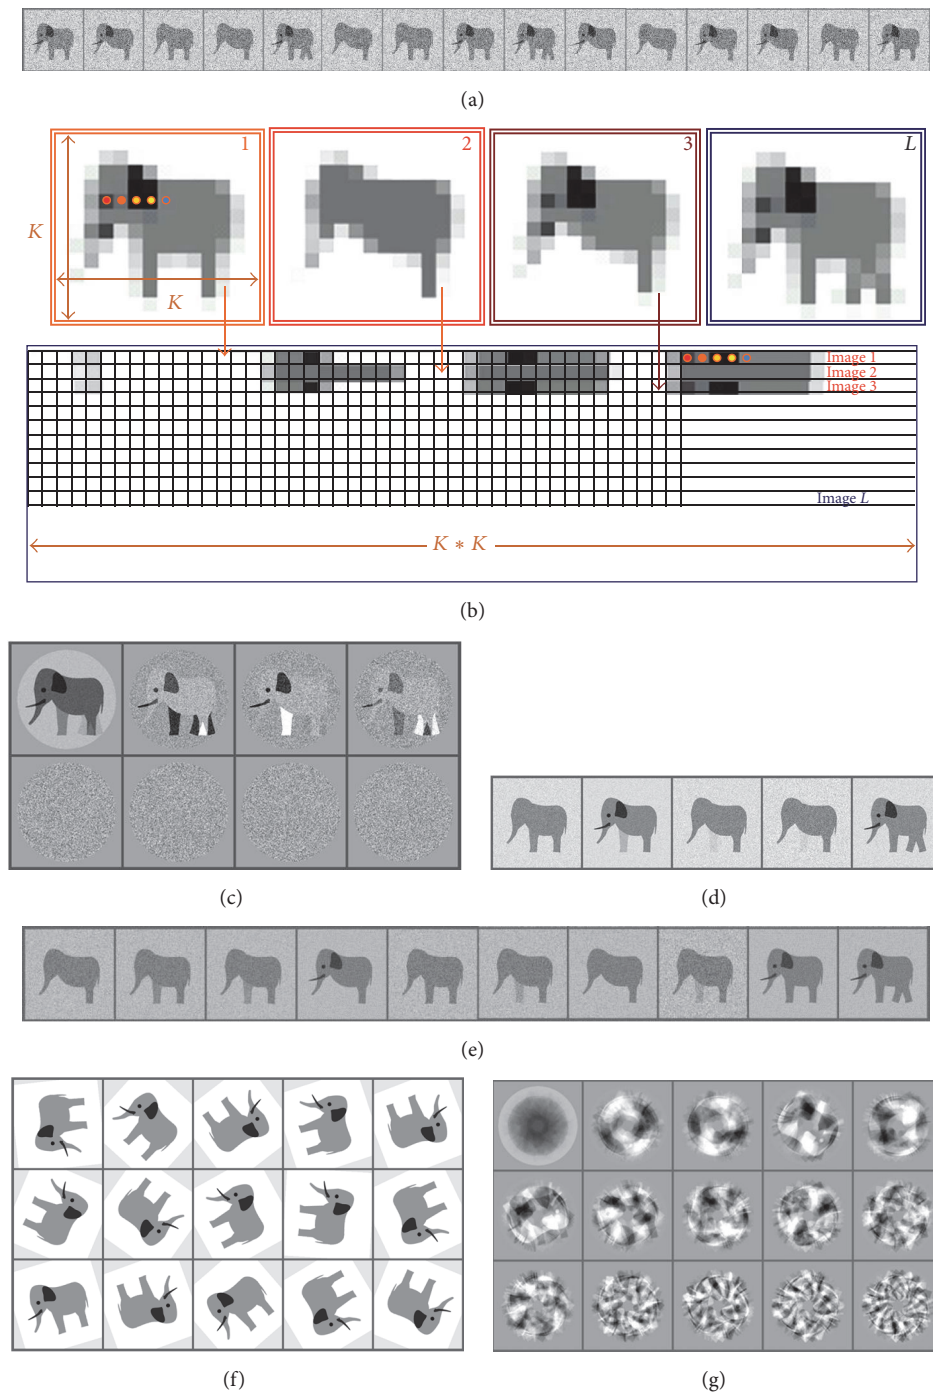 (a)
1
2
3
L
K
K
Image 1
Image 2
Image 3
Image L
K * K
(b)
(c)
(d)
(e)
(f)
(g)